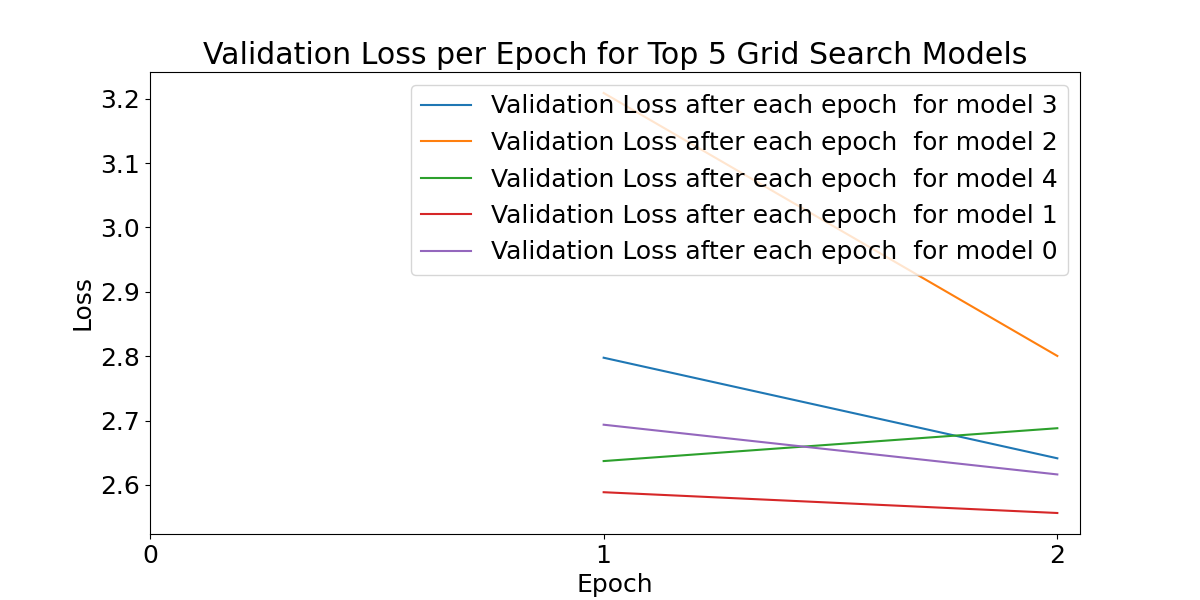 Validation Loss per Epoch for Top 5 Grid Search Models
3.2
3.1
3.0
2.9
2.8
2.7
2.6
Loss
Validation Loss after each epoch  for model 3
Validation Loss after each epoch  for model 2
Validation Loss after each epoch  for model 4
Validation Loss after each epoch  for model 1
Validation Loss after each epoch  for model 0
0 1 2
Epoch